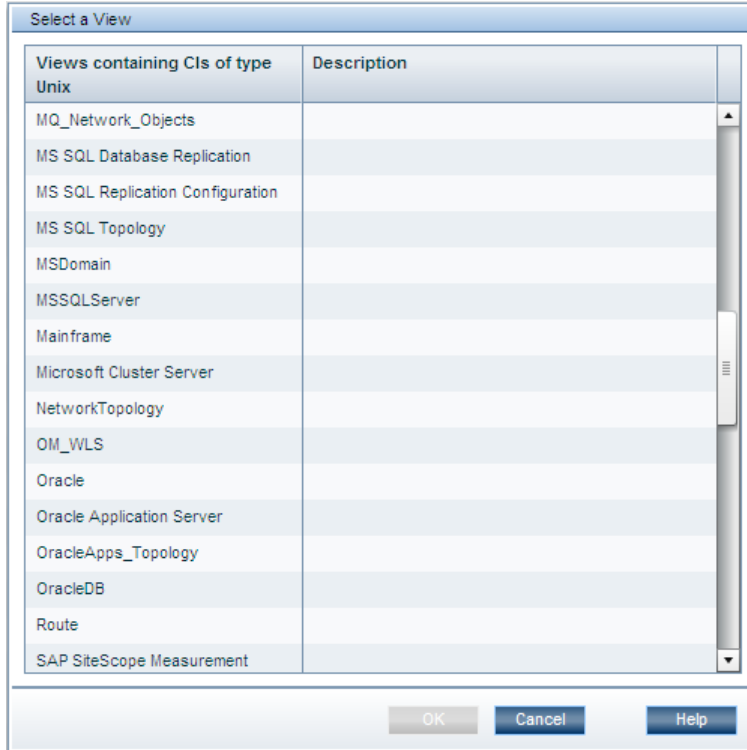 Select a View
Views containing CIs of type
Unix
Description
MQ_Network_Objects
MS SQL Database Replication
MS SQL Replication Configuration
MS SQL Topology
MSDomain
MSSQLServer
Mainframe
Microsoft Cluster Server
NetworkTopology
OM_WLS
Oracle
Oracle Application Server
OracleApps_Topology
OracleDB
Route
SAP SiteScope Measurement
OK
Cancel
Help